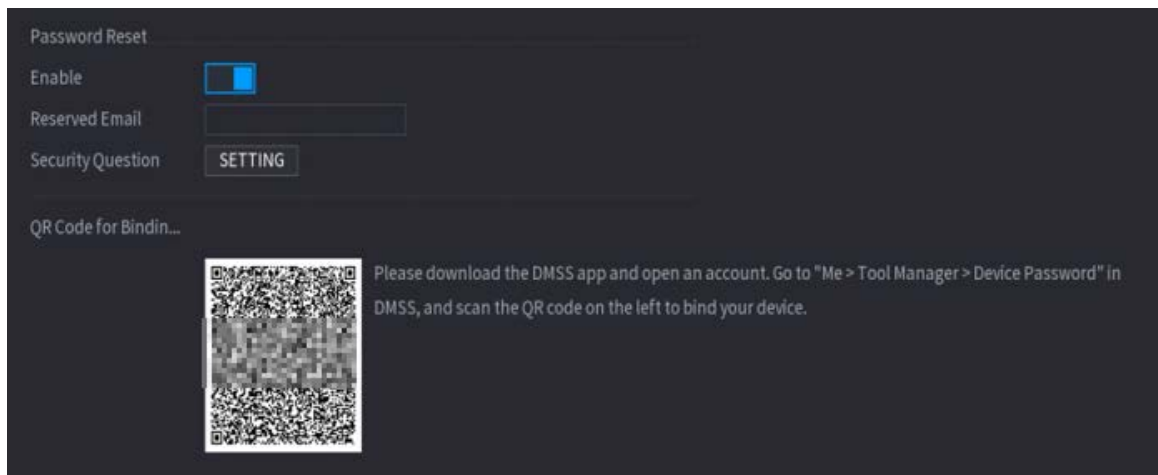 Password Reset
Enable
Reserved Email
Security Question SETTING
QR Code for Bindin...
Please download the DMSS app and open an account. Go to "Me > Tool Manager > Device Password" in
DMSS, and scan the QR code on the left to bind your device.